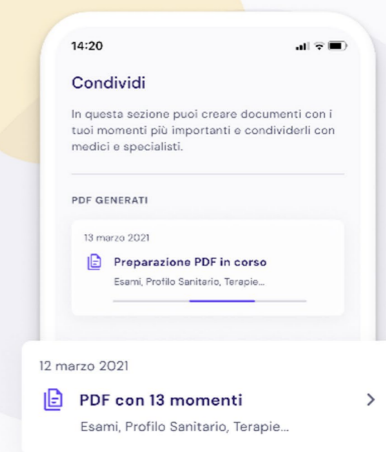 14:20
Condividi
In questa sezione puoi creare documenti con i
tuoi momenti più importanti e condividerli con
medici e specialisti.
PDF GENERATI
13 marzo 2021
Preparazione PDF in corso
Esami, Profilo Sanitario, Terapie...
12 marzo 2021
PDF con 13 momenti
Esami, Profilo Sanitario, Terapie...